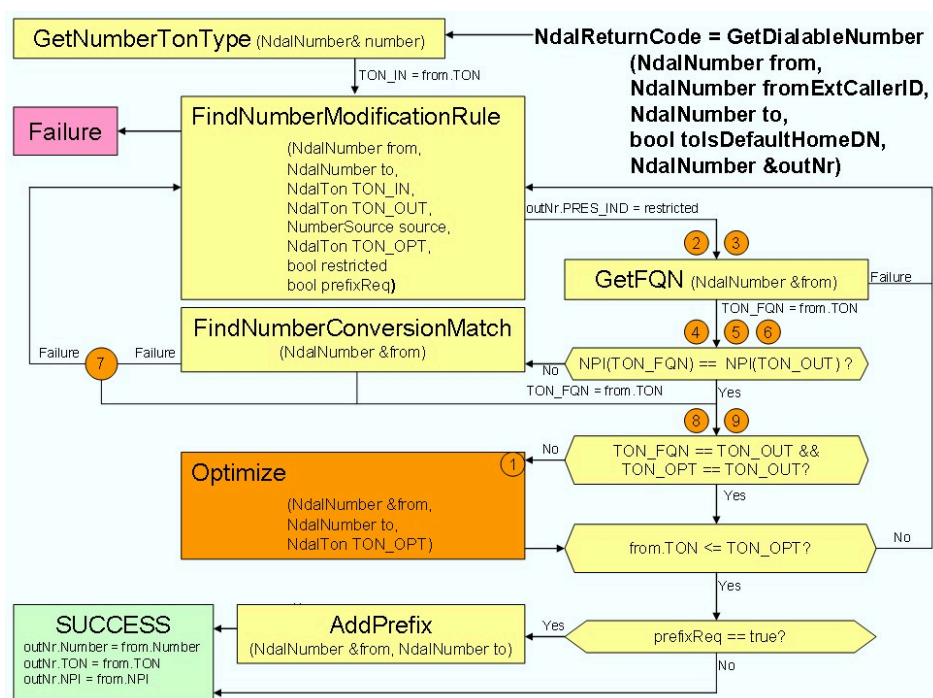 GetNumberTonType (NdalNumber& number)
NdalReturnCode = GetDialableNumber
(NdalNumber from,
NdalNumber fromExtCallerID,
NdalNumber to,
bool toIsDefaultHomeDN,
NdalNumber &outNr)
TON_IN = from.TON
Failure
FindNumberModificationRule
(NdalNumber from,
NdalNumber to,
NdalTon TON_IN,
NdalTon TON_OUT,
NumberSource source,
NdalTon TON_OPT,
bool restricted
bool prefixReq)
outNr.PRES_IND = restricted
2
3
GetFQN (NdalNumber &from)
Failure
TON_FQN = from.TON
FindNumberConversionMatch
(NdalNumber &from)
4
5
6
Failure
7
Failure
No
NPI(TON_FQN) == NPI(TON_OUT) ?
TON_FQN = from.TON
Yes
8
9
No
TON_FQN == TON_OUT &&
TON_OPT == TON_OUT?
1
Optimize
(NdalNumber &from,
NdalNumber to,
NdalTon TON_OPT)
Yes
from.TON <= TON_OPT?
No
Yes
SUCCESS
outNr.Number = from.Number
outNr.TON = from.TON
outNr.NPI = from.NPI
AddPrefix
(NdalNumber &from, NdalNumber to)
Yes
prefixReq == true?
No